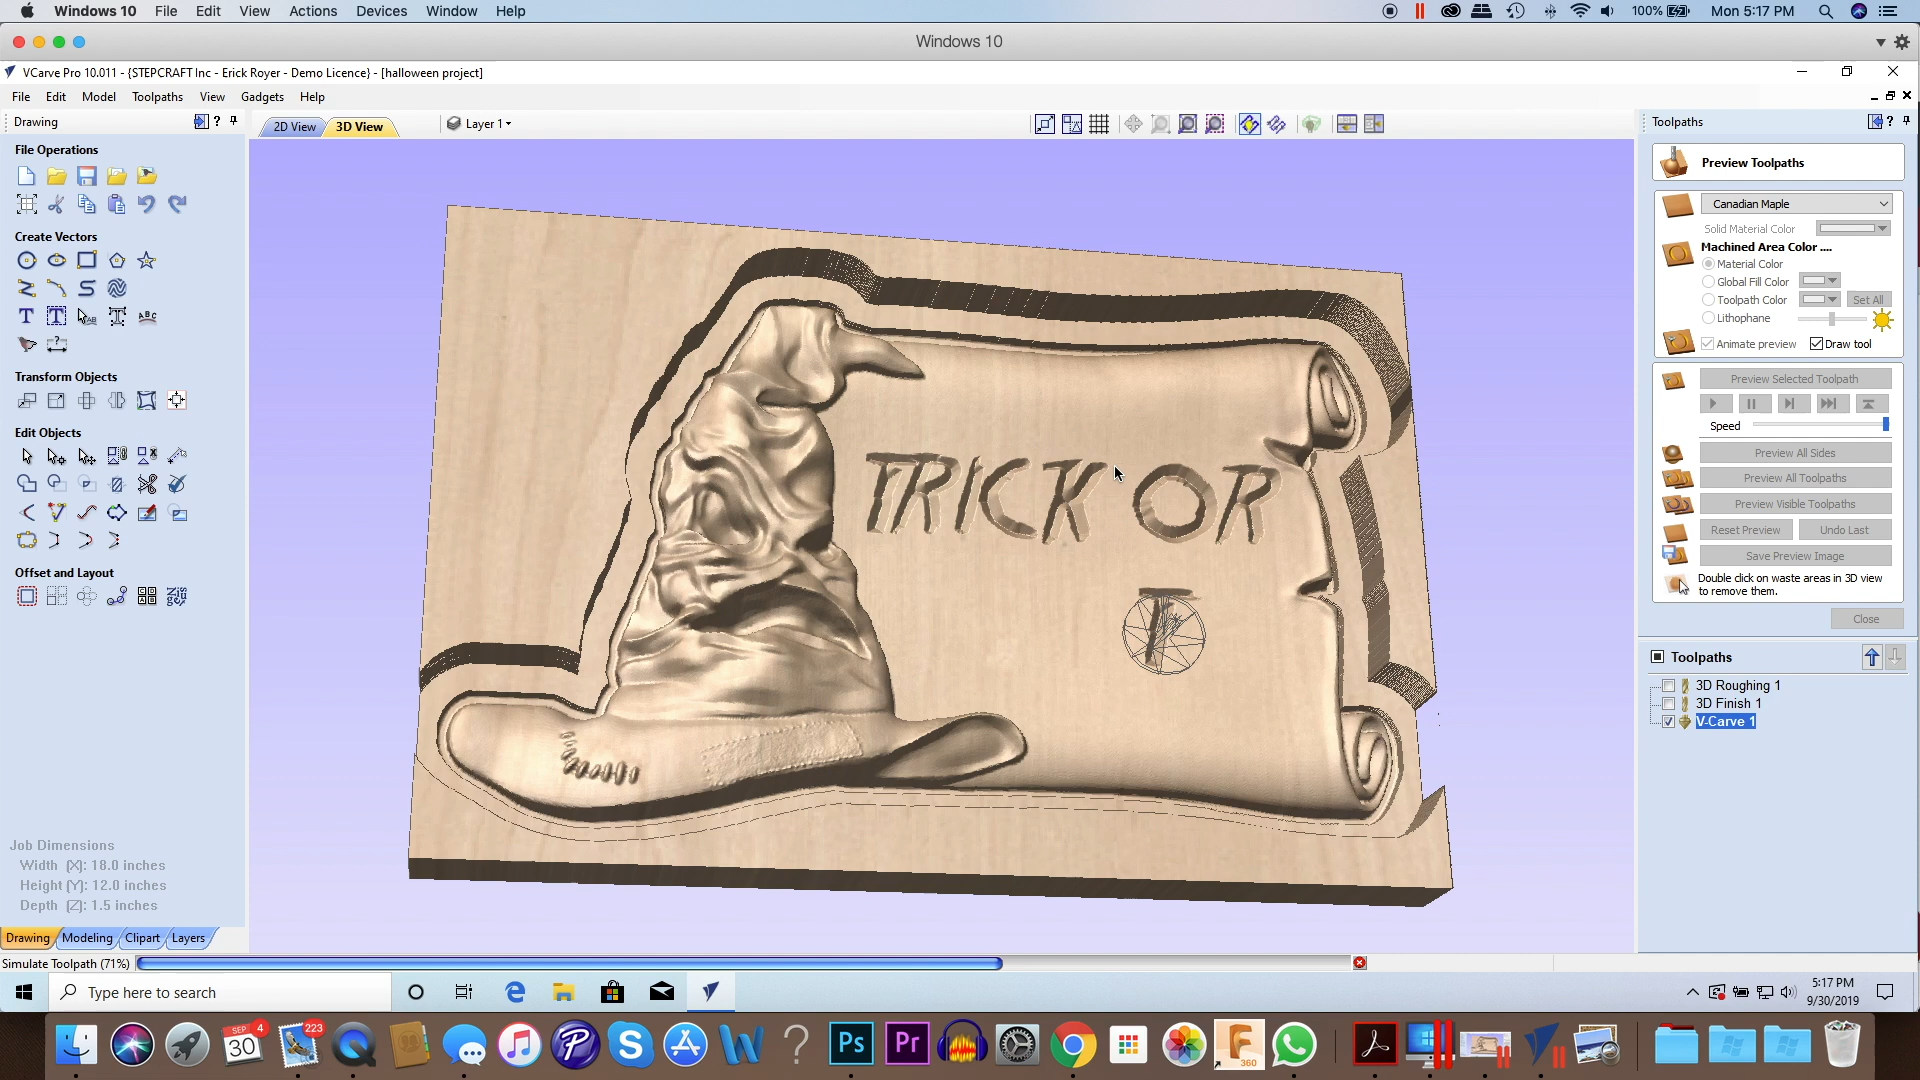 Windows 10 File Edit View Actions Devices Window Help 100% Mon 5:17 PM
Windows 10
VCarve Pro 10.011 - {STEPCRAFT Inc - Erick Royer - Demo Licence} - [halloween project]
File Edit Model Toolpaths View Gadgets Help
Drawing
2D View 3D View Layer 1
File Operations
Create Vectors
Transform Objects
Edit Objects
Offset and Layout
Job Dimensions
Width (X): 18.0 inches
Height (Y): 12.0 inches
Depth (Z): 1.5 inches
Drawing Modeling Clipart Layers
TRICK OR
T
Toolpaths
Preview Toolpaths
Canadian Maple
Solid Material Color
Machined Area Color ....
Material Color
Global Fill Color
Toolpath Color Set All
Lithophane
Animate preview Draw tool
Preview Selected Toolpath
Speed
Preview All Sides
Preview All Toolpaths
Preview Visible Toolpaths
Reset Preview Undo Last
Save Preview Image
Double click on waste areas in 3D view
to remove them.
Close
Toolpaths
3D Roughing 1
3D Finish 1
V-Carve 1
Simulate Toolpath (71%)
Type here to search
5:17 PM
9/30/2019
SEP 4
30
223
Ps
Pr
360